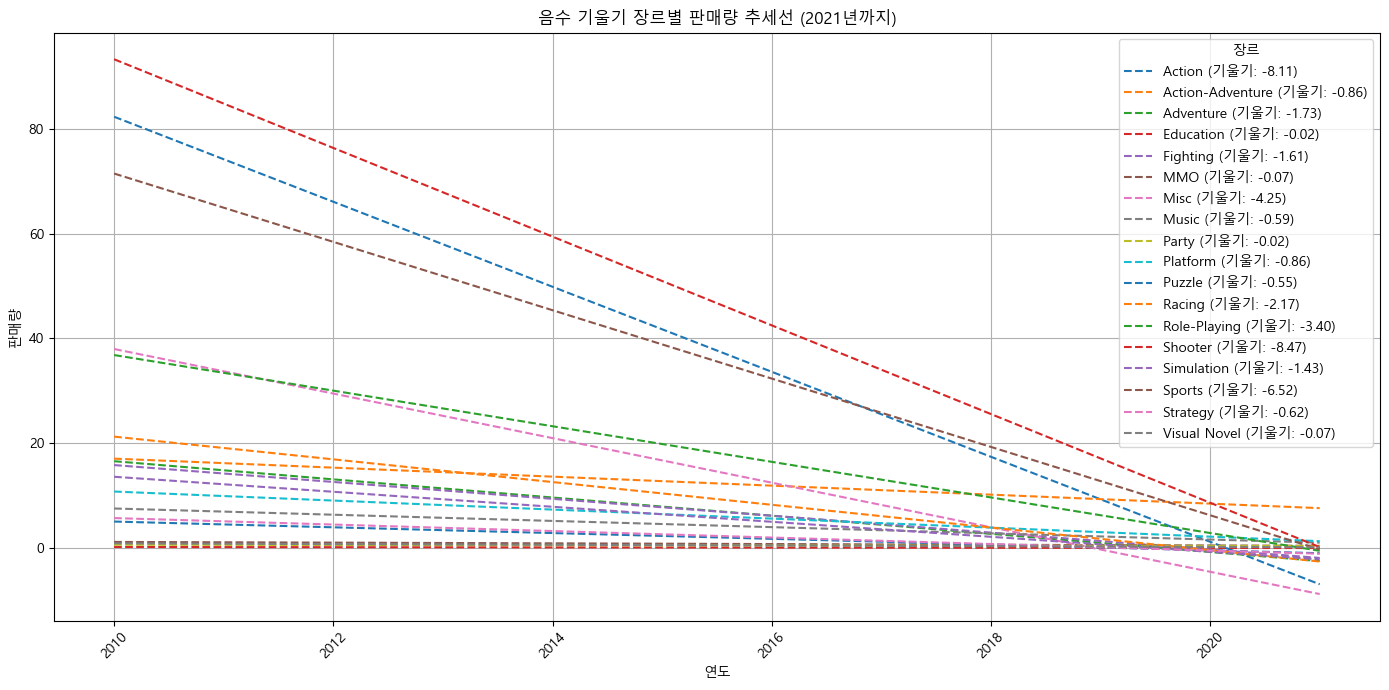 음수 기울기 장르별 판매량 추세선 (2021년까지)
장르
Action (기울기: -8.11)
Action-Adventure (기울기: -0.86)
Adventure (기울기: -1.73)
Education (기울기: -0.02)
Fighting (기울기: -1.61)
MMO (기울기: -0.07)
Misc (기울기: -4.25)
Music (기울기: -0.59)
Party (기울기: -0.02)
Platform (기울기: -0.86)
Puzzle (기울기: -0.55)
Racing (기울기: -2.17)
Role-Playing (기울기: -3.40)
Shooter (기울기: -8.47)
Simulation (기울기: -1.43)
Sports (기울기: -6.52)
Strategy (기울기: -0.62)
Visual Novel (기울기: -0.07)
판매량
80
60
40
20
0
2010
2012
2014
2016
2018
2020
연도